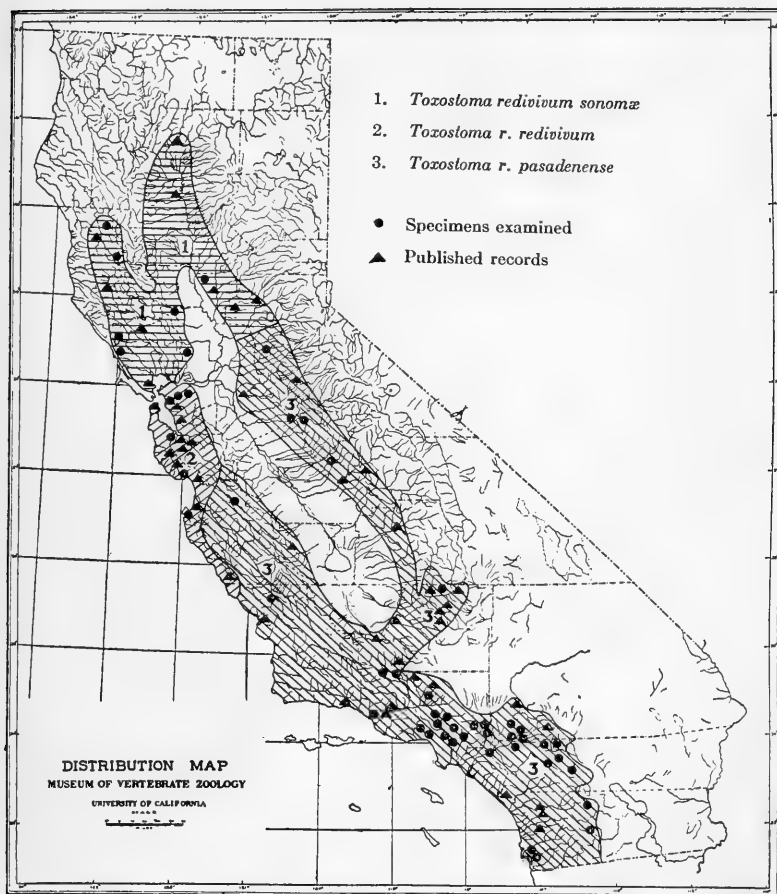 1. Toxostoma redivivum sonomæ
2. Toxostoma r. redivivum
3. Toxostoma r. pasadenense
Specimens examined
Published records
1
1
3
2
3
3
3
DISTRIBUTION MAP
MUSEUM OF VERTEBRATE ZOOLOGY
UNIVERSITY OF CALIFORNIA